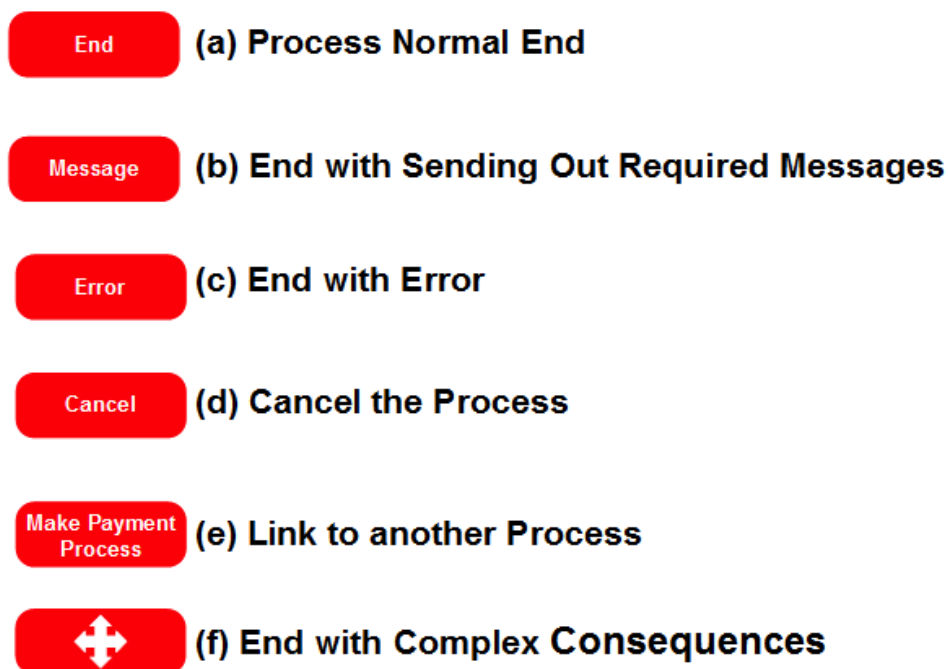 End
(a) Process Normal End
Message
(b) End with Sending Out Required Messages
Error
(c) End with Error
Cancel
(d) Cancel the Process
Make Payment
Process
(e) Link to another Process
(f) End with Complex Consequences